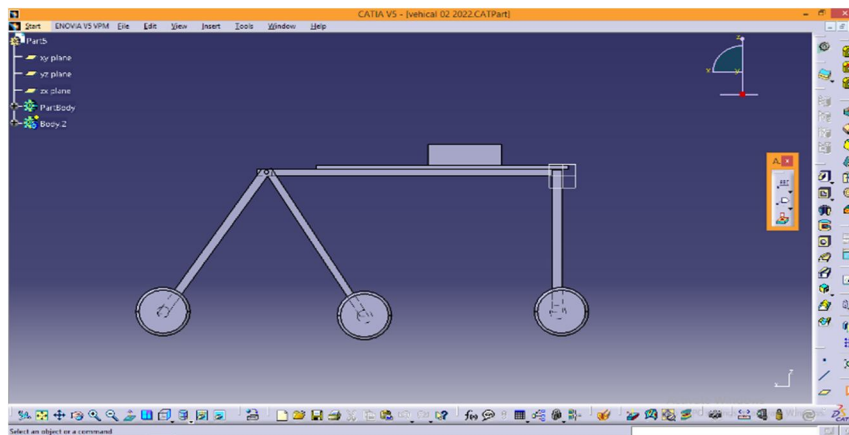 CATIA V5 - [vehical 02 2022.CATPart]
Start ENOVIA V5 VPM File Edit View Insert Tools Window Help
Part5
xy plane
yz plane
zx plane
PartBody
Body.2
z
x y
A..
f(x)
z
x
Select an object or a command